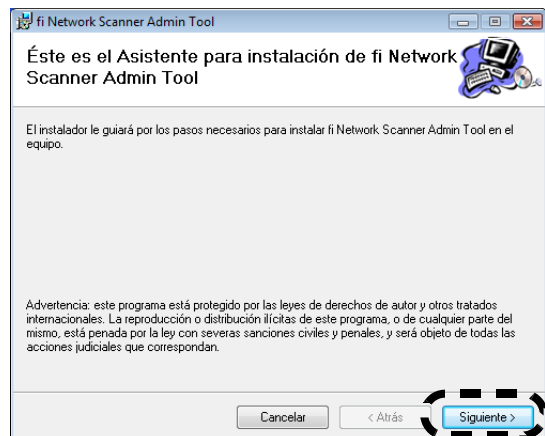 fi Network Scanner Admin Tool
Éste es el Asistente para instalación de fi Network
Scanner Admin Tool
El instalador le guiará por los pasos necesarios para instalar fi Network Scanner Admin Tool en el
equipo.
Advertencia: este programa está protegido por las leyes de derechos de autor y otros tratados
internacionales. La reproducción o distribución ilícitas de este programa, o de cualquier parte del
mismo, está penada por la ley con severas sanciones civiles y penales, y será objeto de todas las
acciones judiciales que correspondan.
Cancelar < Atrás Siguiente >